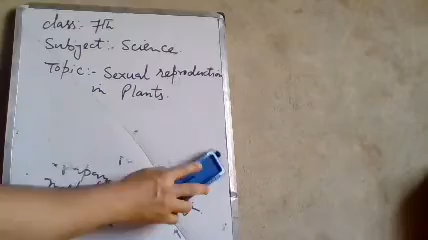 class:- 7th
Subject:- Science
Topic:- Sexual reproduction
in Plants.